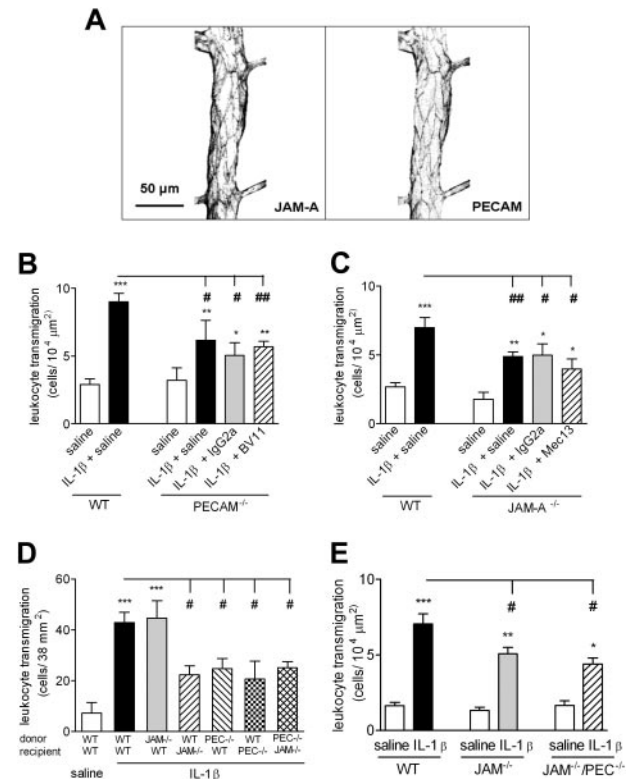 A
50 µm
JAM-A
PECAM
B
leukocyte transmigration
(cells/ 10⁴ µm²)
10
5
0
***
**
*
**
#
#
##
saline
IL-1β + saline
saline
IL-1β + saline
IL-1β + IgG2a
IL-1β + BV11
WT
PECAM-/-
C
leukocyte transmigration
(cells/ 10⁴ µm²)
10
5
0
***
**
*
*
##
#
#
saline
IL-1β + saline
saline
IL-1β + saline
IL-1β + IgG2a
IL-1β + Mec13
WT
JAM-A -/-
D
leukocyte transmigration
(cells/ 38 mm²)
60
40
20
0
***
***
#
#
#
#
donor WT WT JAM-/- WT PEC-/- WT PEC-/-
recipient WT WT WT JAM-/- WT PEC-/- JAM-/-
saline
IL-1β
E
leukocyte transmigration
(cells/ 10⁴ µm²)
10
5
0
***
**
*
#
#
saline IL-1β saline IL-1β saline IL-1β
WT
JAM-/-
JAM-/-/PEC-/-